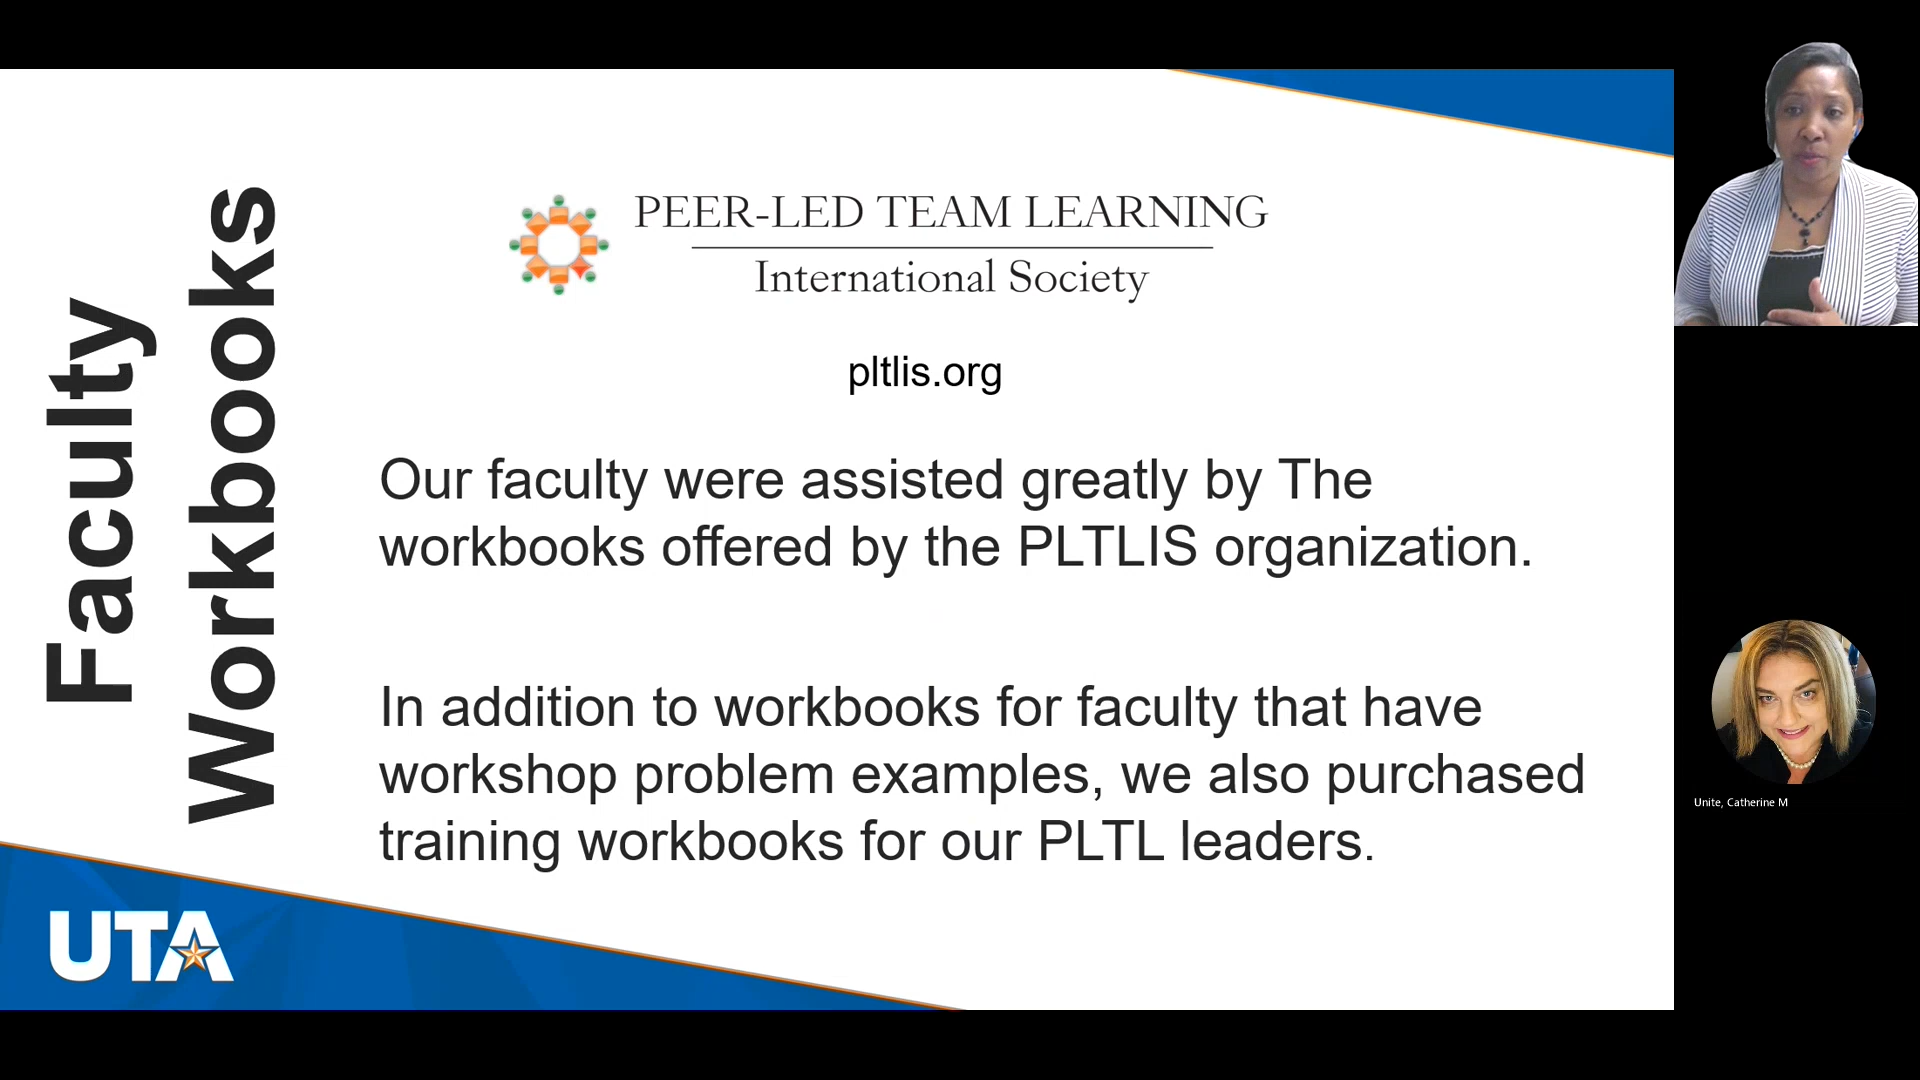 Faculty
Workbooks
PEER-LED TEAM LEARNING
International Society
pltlis.org
Our faculty were assisted greatly by The
workbooks offered by the PLTLIS organization.
In addition to workbooks for faculty that have
workshop problem examples, we also purchased
training workbooks for our PLTL leaders.
UTA
Unite, Catherine M